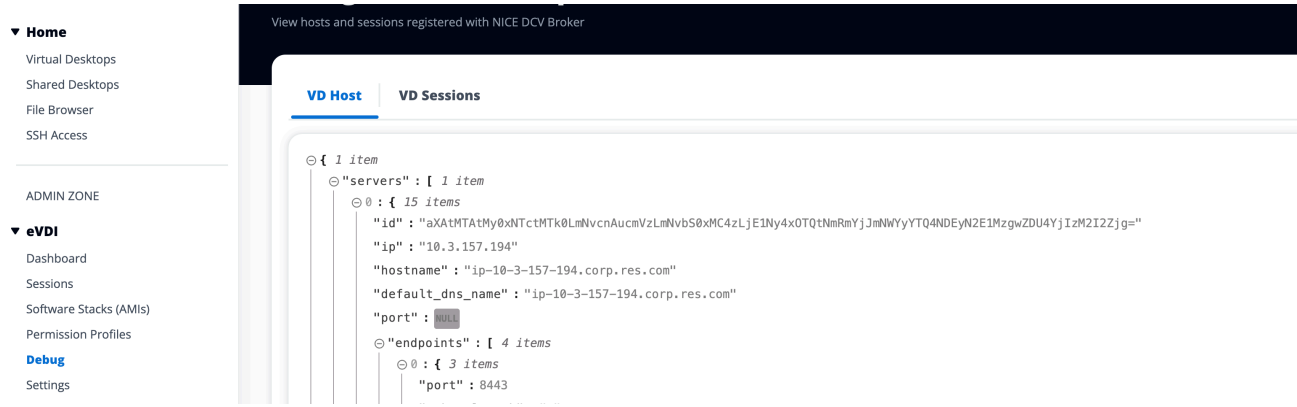 View hosts and sessions registered with NICE DCV Broker
Home
Virtual Desktops
Shared Desktops
File Browser
SSH Access
ADMIN ZONE
eVDI
Dashboard
Sessions
Software Stacks (AMIs)
Permission Profiles
Debug
Settings
VD Host
VD Sessions
{ 1 item
"servers" : [ 1 item
0 : { 15 items
"id" : "aXAtMTAtMy0xNTctMTk0LmNvcnAucmVzLmNvbS0xMC4zLjE1Ny4xOTQtNmRmYjJmNWYyYTQ4NDEyN2E1MzgwZDU4YjIzM2I2Zjg="
"ip" : "10.3.157.194"
"hostname" : "ip-10-3-157-194.corp.res.com"
"default_dns_name" : "ip-10-3-157-194.corp.res.com"
"port" : NULL
"endpoints" : [ 4 items
0 : { 3 items
"port" : 8443